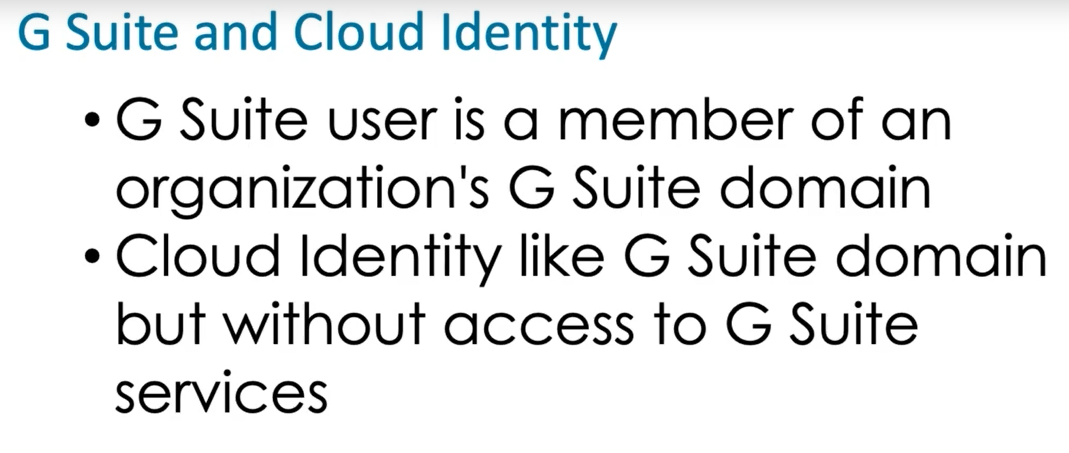 G Suite and Cloud Identity
• G Suite user is a member of an
organization's G Suite domain
• Cloud Identity like G Suite domain
but without access to G Suite
services